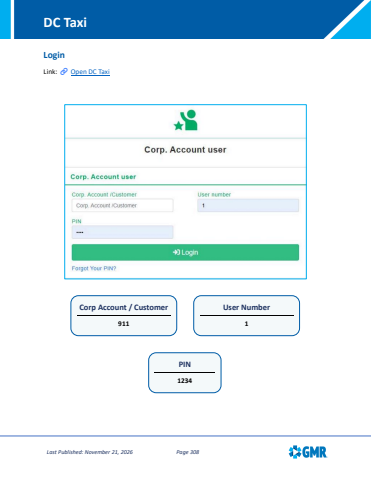 DC Taxi
Login
Link: Open DC Taxi
Corp. Account user
Corp. Account user
Corp. Account /Customer User number
Corp. Account /Customer 1
PIN
••••
Login
Forgot Your PIN?
Corp Account / Customer User Number
911 1
PIN
1234
Last Published: November 21, 2026 Page 308 GMR